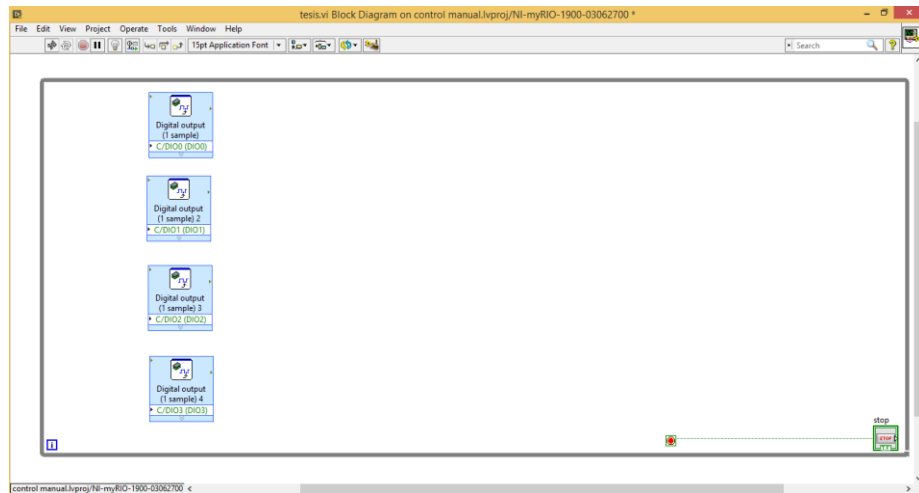 tesis.vi Block Diagram on control manual.lvproj/NI-myRIO-1900-03062700 *
File Edit View Project Operate Tools Window Help
15pt Application Font
Search
Digital output
(1 sample)
C/DIO0 (DIO0)
Digital output
(1 sample) 2
C/DIO1 (DIO1)
Digital output
(1 sample) 3
C/DIO2 (DIO2)
Digital output
(1 sample) 4
C/DIO3 (DIO3)
i
stop
STOP
TF
control manual.lvproj/NI-myRIO-1900-03062700